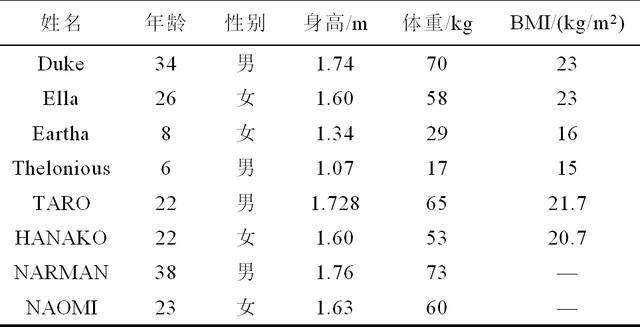 姓名 年龄 性别 身高/m 体重/kg BMI/(kg/m²)
Duke 34 男 1.74 70 23
Ella 26 女 1.60 58 23
Eartha 8 女 1.34 29 16
Thelonious 6 男 1.07 17 15
TARO 22 男 1.728 65 21.7
HANAKO 22 女 1.60 53 20.7
NARMAN 38 男 1.76 73 —
NAOMI 23 女 1.63 60 —